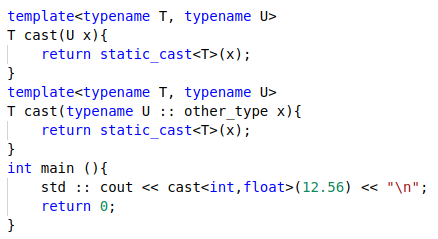 template<typename T, typename U>
T cast(U x){
    return static_cast<T>(x);
}
template<typename T, typename U>
T cast(typename U :: other_type x){
    return static_cast<T>(x);
}
int main (){
    std :: cout << cast<int,float>(12.56) << "\n";
    return 0;
}